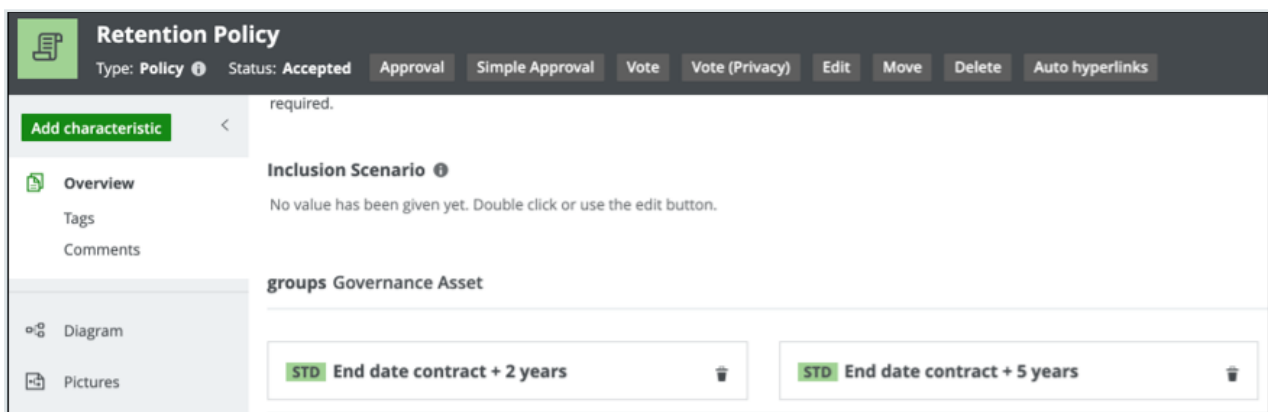 Retention Policy
Type: Policy Status: Accepted Approval Simple Approval Vote Vote (Privacy) Edit Move Delete Auto hyperlinks
Add characteristic
Overview
Tags
Comments
Diagram
Pictures
required.
Inclusion Scenario
No value has been given yet. Double click or use the edit button.
groups Governance Asset
STD End date contract + 2 years
STD End date contract + 5 years